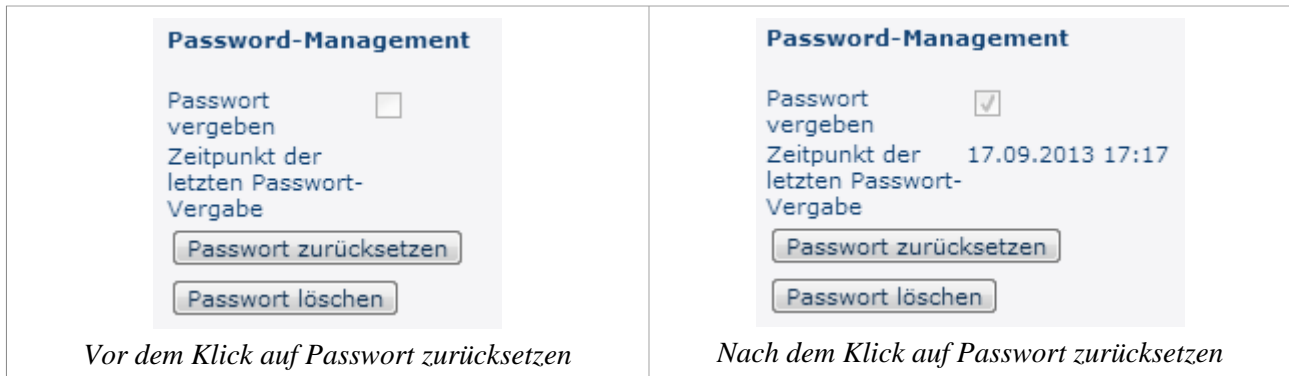 Password-Management
Passwort
vergeben
Zeitpunkt der
letzten Passwort-
Vergabe
Passwort zurücksetzen
Passwort löschen
Vor dem Klick auf Passwort zurücksetzen
Password-Management
Passwort
vergeben
Zeitpunkt der 17.09.2013 17:17
letzten Passwort-
Vergabe
Passwort zurücksetzen
Passwort löschen
Nach dem Klick auf Passwort zurücksetzen